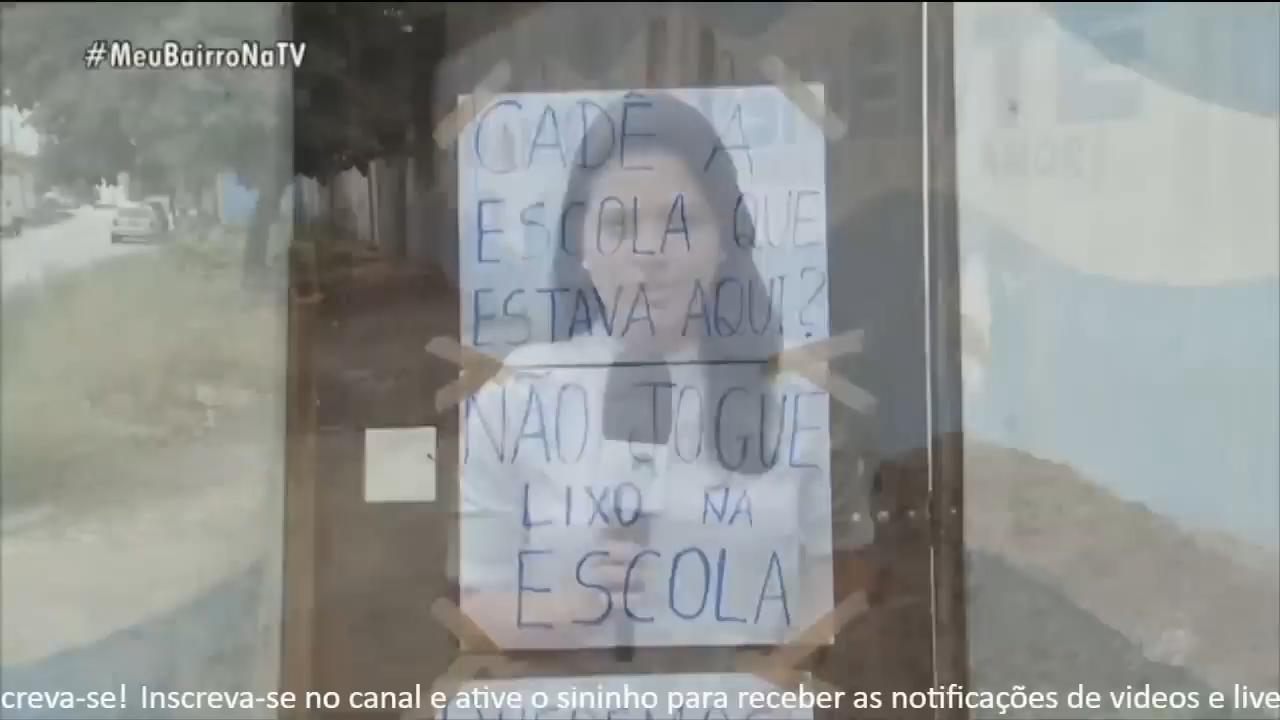 #MeuBairroNaTV
CADÊ A
ESCOLA QUE
ESTAVA AQUI?
NÃO JOGUE
LIXO NA
ESCOLA
QUEREMOS
creva-se! Inscreva-se no canal e ative o sininho para receber as notificações de videos e live